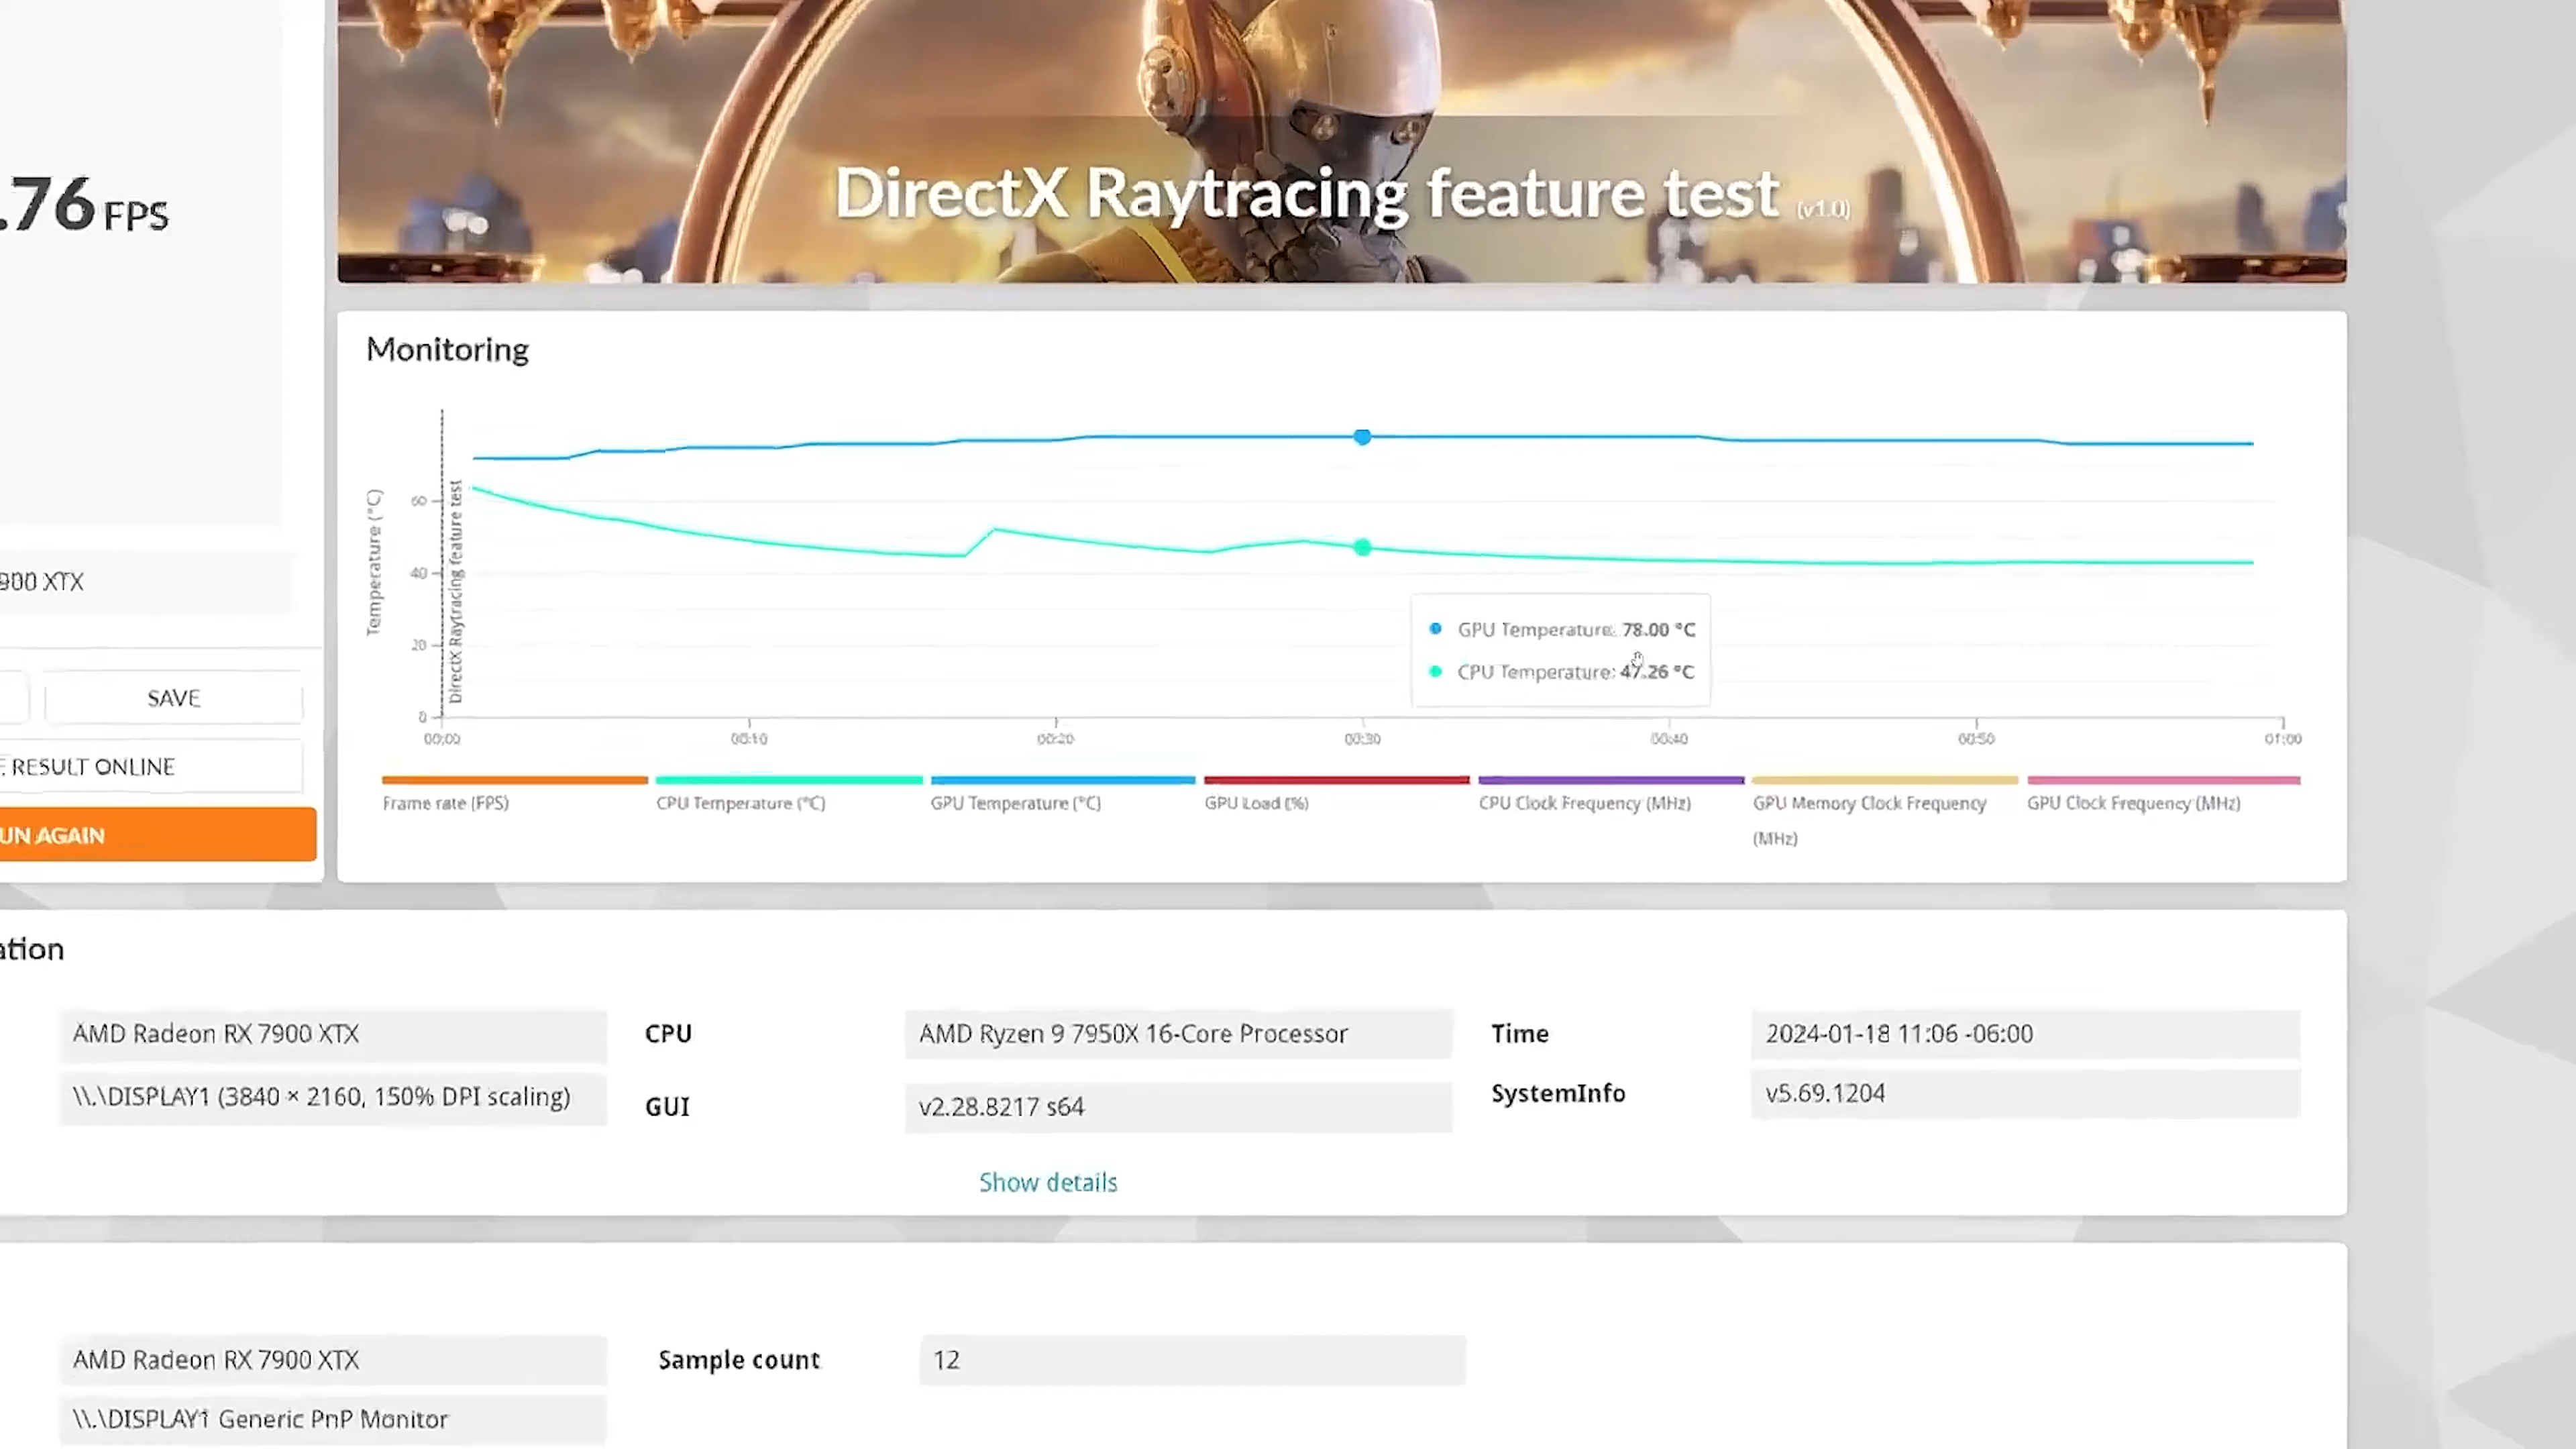 .76 FPS
DirectX Raytracing feature test (v1.0)
Monitoring
Temperature (°C)
60
40
20
0
DirectX Raytracing feature test
GPU Temperature: 78.00 °C
CPU Temperature: 47.26 °C
00:00 00:10 00:20 00:30 00:40 00:50 01:00
Frame rate (FPS) CPU Temperature (°C) GPU Temperature (°C) GPU Load (%) CPU Clock Frequency (MHz) GPU Memory Clock Frequency (MHz) GPU Clock Frequency (MHz)
900 XTX
SAVE
RESULT ONLINE
UN AGAIN
ation
AMD Radeon RX 7900 XTX CPU AMD Ryzen 9 7950X 16-Core Processor Time 2024-01-18 11:06 -06:00
\\.\DISPLAY1 (3840 × 2160, 150% DPI scaling) GUI v2.28.8217 s64 SystemInfo v5.69.1204
Show details
AMD Radeon RX 7900 XTX Sample count 12
\\.\DISPLAY1 Generic PnP Monitor